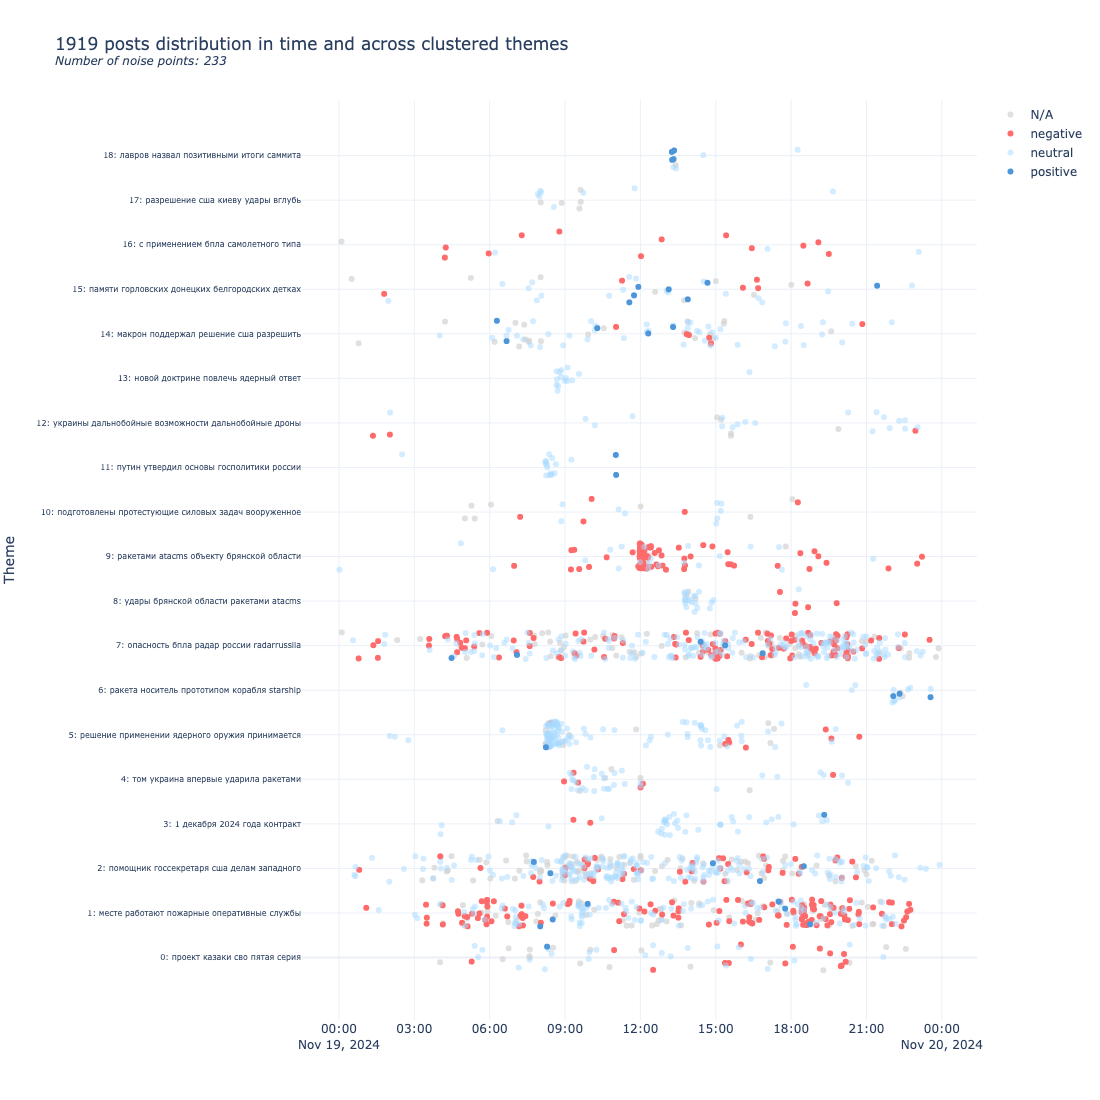 1919 posts distribution in time and across clustered themes
Number of noise points: 233
N/A
negative
neutral
positive
Theme
18: лавров назвал позитивными итоги саммита
17: разрешение сша киеву удары вглубь
16: с применением бпла самолетного типа
15: памяти горловских донецких белгородских детках
14: макрон поддержал решение сша разрешить
13: новой доктрине повлечь ядерный ответ
12: украины дальнобойные возможности дальнобойные дроны
11: путин утвердил основы госполитики россии
10: подготовлены протестующие силовых задач вооруженное
9: ракетами atacms объекту брянской области
8: удары брянской области ракетами atacms
7: опасность бпла радар россии radarrussiia
6: ракета носитель прототипом корабля starship
5: решение применении ядерного оружия принимается
4: том украина впервые ударила ракетами
3: 1 декабря 2024 года контракт
2: помощник госсекретаря сша делам западного
1: месте работают пожарные оперативные службы
0: проект казаки сво пятая серия
00:00 03:00 06:00 09:00 12:00 15:00 18:00 21:00 00:00
Nov 19, 2024 Nov 20, 2024